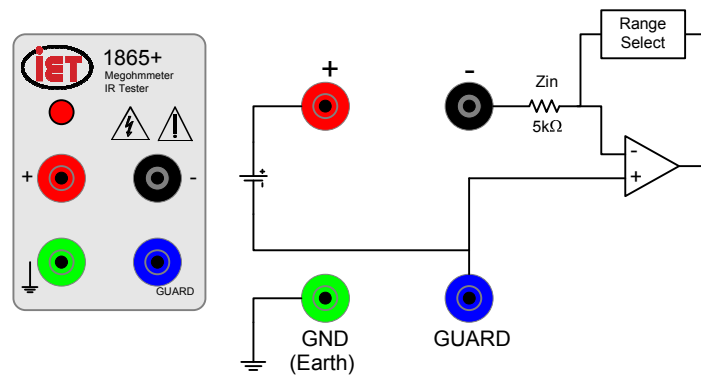 iET
1865+
Megohmmeter
IR Tester
+
-
GUARD
+
-
Zin
5kΩ
Range
Select
-
+
+
-
GND
(Earth)
GUARD